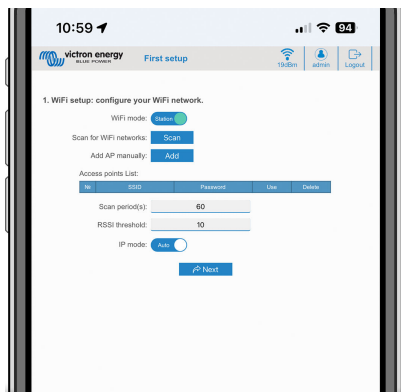 10:59
94
victron energy
BLUE POWER
First setup
19dBm
admin
Logout
1. WiFi setup: configure your WiFi network.
WiFi mode: Station
Scan for WiFi networks: Scan
Add AP manually: Add
Access points List:
№ SSID Password Use Delete
Scan period(s): 60
RSSI threshold: 10
IP mode: Auto
Next